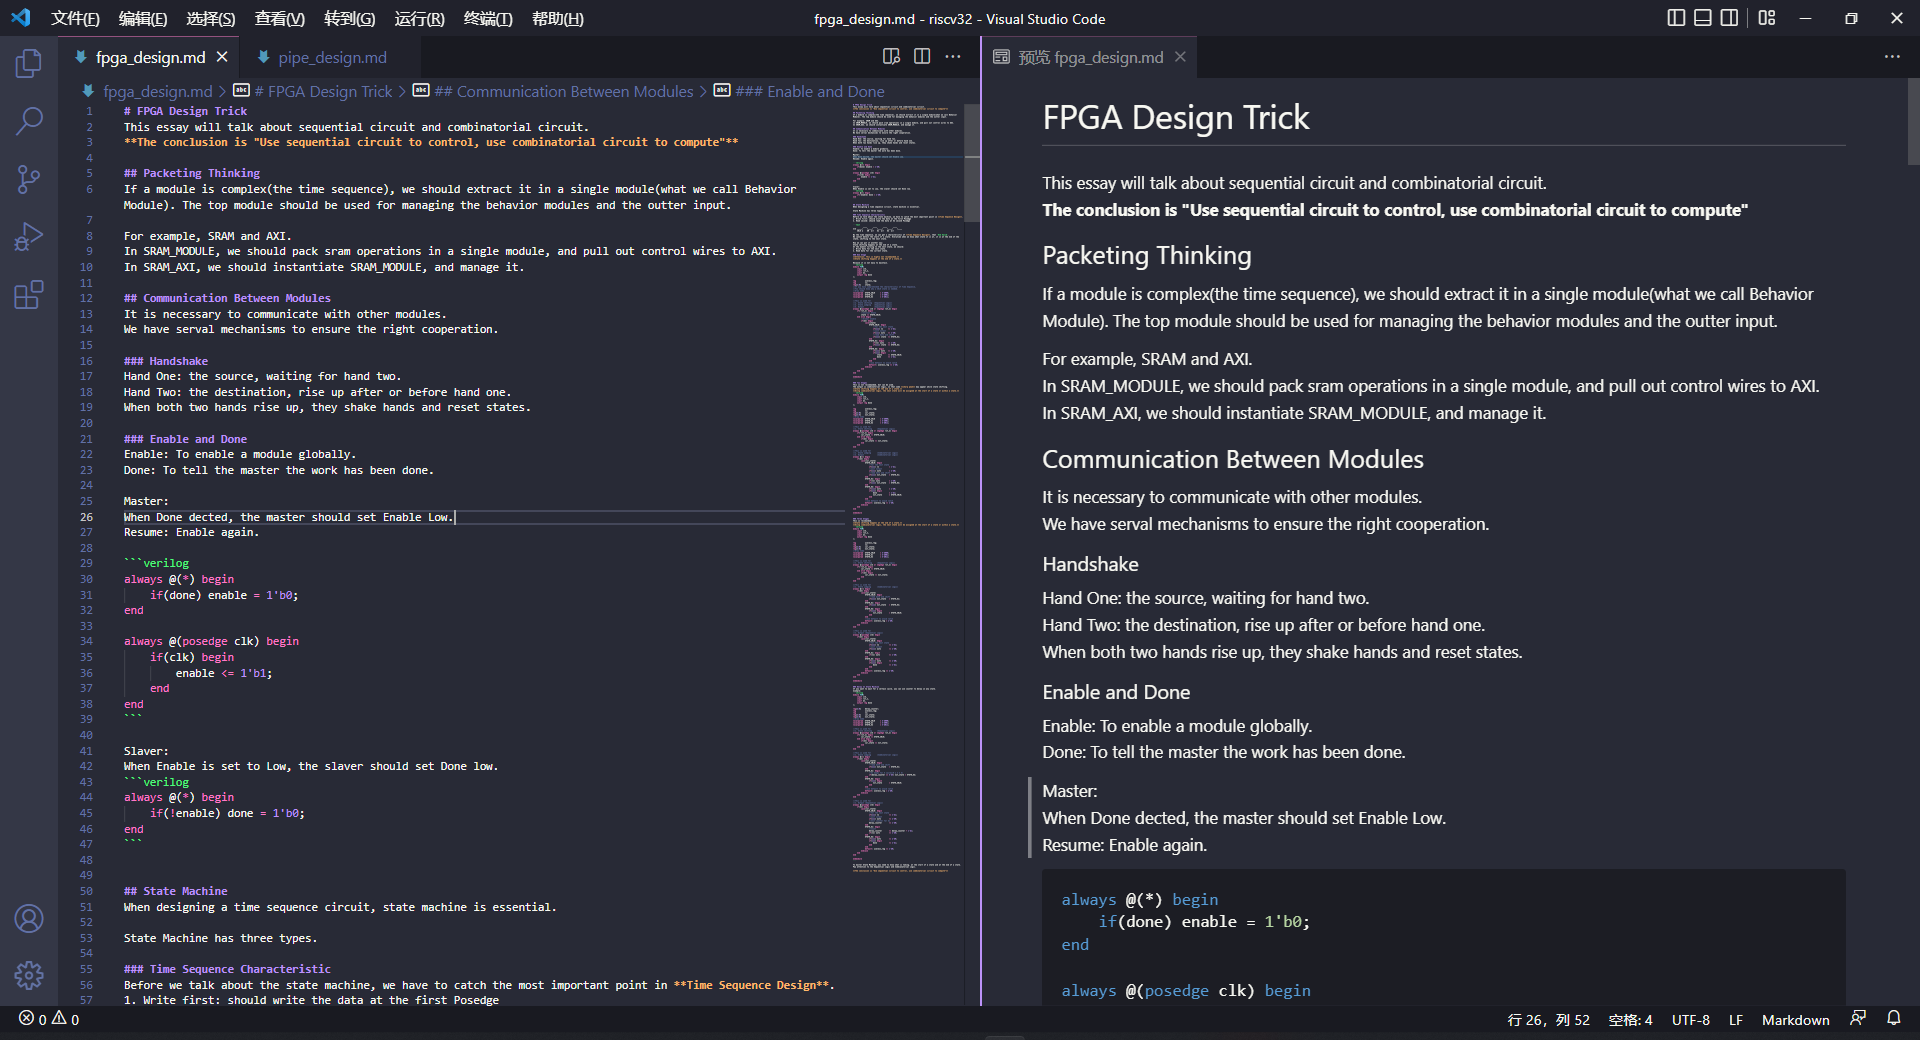 文件(F) 编辑(E) 选择(S) 查看(V) 转到(G) 运行(R) 终端(T) 帮助(H)
fpga_design.md - riscv32 - Visual Studio Code
fpga_design.md
pipe_design.md
fpga_design.md > # FPGA Design Trick > ## Communication Between Modules > ### Enable and Done
1 # FPGA Design Trick
2 This essay will talk about sequential circuit and combinatorial circuit.
3 **The conclusion is "Use sequential circuit to control, use combinatorial circuit to compute"**
4
5 ## Packeting Thinking
6 If a module is complex(the time sequence), we should extract it in a single module(what we call Behavior
Module). The top module should be used for managing the behavior modules and the outter input.
7
8 For example, SRAM and AXI.
9 In SRAM_MODULE, we should pack sram operations in a single module, and pull out control wires to AXI.
10 In SRAM_AXI, we should instantiate SRAM_MODULE, and manage it.
11
12 ## Communication Between Modules
13 It is necessary to communicate with other modules.
14 We have serval mechanisms to ensure the right cooperation.
15
16 ### Handshake
17 Hand One: the source, waiting for hand two.
18 Hand Two: the destination, rise up after or before hand one.
19 When both two hands rise up, they shake hands and reset states.
20
21 ### Enable and Done
22 Enable: To enable a module globally.
23 Done: To tell the master the work has been done.
24
25 Master:
26 When Done dected, the master should set Enable Low.
27 Resume: Enable again.
28
29 ```verilog
30 always @(*) begin
31 if(done) enable = 1'b0;
32 end
33
34 always @(posedge clk) begin
35 if(clk) begin
36 enable <= 1'b1;
37 end
38 end
39 ```
40
41 Slaver:
42 When Enable is set to Low, the slaver should set Done low.
43 ```verilog
44 always @(*) begin
45 if(!enable) done = 1'b0;
46 end
47 ```
48
49
50 ## State Machine
51 When designing a time sequence circuit, state machine is essential.
52
53 State Machine has three types.
54
55 ### Time Sequence Characteristic
56 Before we talk about the state machine, we have to catch the most important point in **Time Sequence Design**.
57 1. Write first: should write the data at the first Posedge
预览 fpga_design.md
FPGA Design Trick
This essay will talk about sequential circuit and combinatorial circuit.
The conclusion is "Use sequential circuit to control, use combinatorial circuit to compute"
Packeting Thinking
If a module is complex(the time sequence), we should extract it in a single module(what we call Behavior
Module). The top module should be used for managing the behavior modules and the outter input.
For example, SRAM and AXI.
In SRAM_MODULE, we should pack sram operations in a single module, and pull out control wires to AXI.
In SRAM_AXI, we should instantiate SRAM_MODULE, and manage it.
Communication Between Modules
It is necessary to communicate with other modules.
We have serval mechanisms to ensure the right cooperation.
Handshake
Hand One: the source, waiting for hand two.
Hand Two: the destination, rise up after or before hand one.
When both two hands rise up, they shake hands and reset states.
Enable and Done
Enable: To enable a module globally.
Done: To tell the master the work has been done.
Master:
When Done dected, the master should set Enable Low.
Resume: Enable again.
always @(*) begin
if(done) enable = 1'b0;
end
always @(posedge clk) begin
0 0
行 26，列 52 空格: 4 UTF-8 LF Markdown